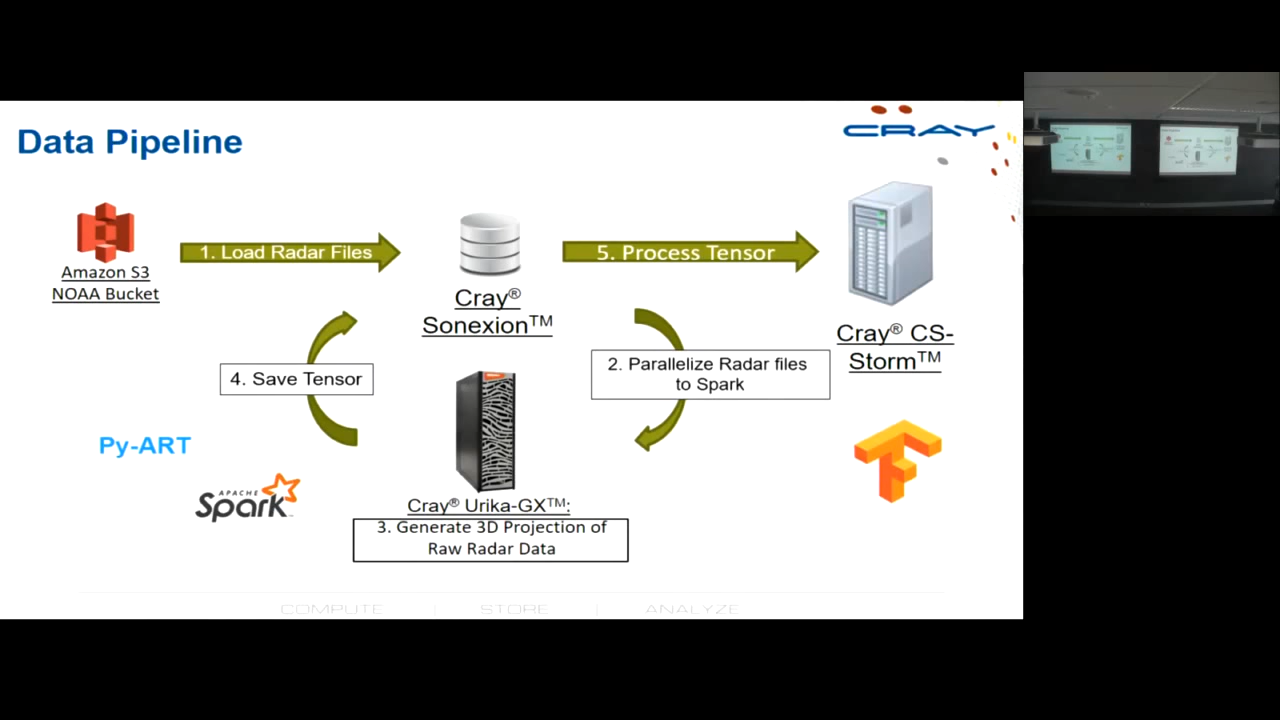 Data Pipeline
CRAY
1. Load Radar Files
5. Process Tensor
Amazon S3
NOAA Bucket
Cray® Sonexion™
Cray® CS-
Storm™
4. Save Tensor
2. Parallelize Radar files
to Spark
Py-ART
APACHE
Spark™
Cray® Urika-GX™:
3. Generate 3D Projection of
Raw Radar Data
COMPUTE | STORE | ANALYZE